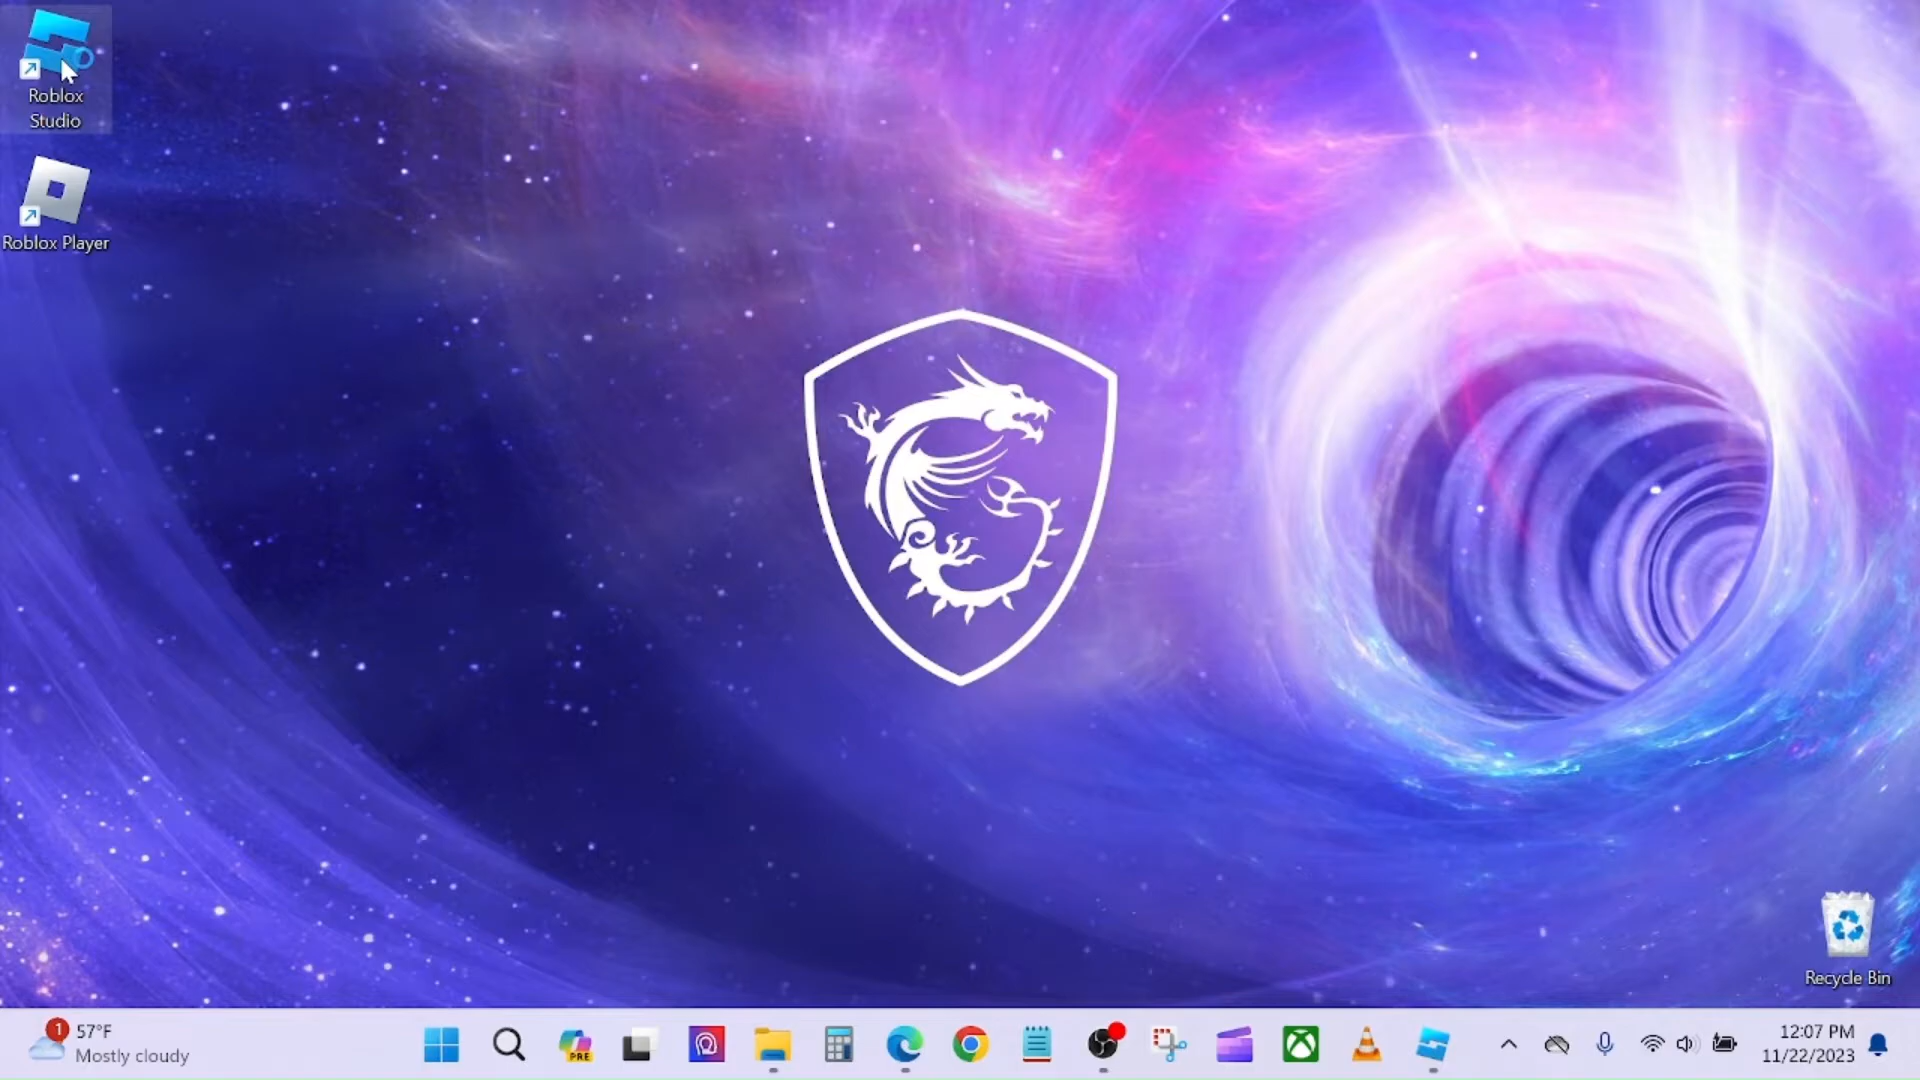 Roblox
Studio
Roblox Player
Recycle Bin
1
57°F
Mostly cloudy
PRE
12:07 PM
11/22/2023